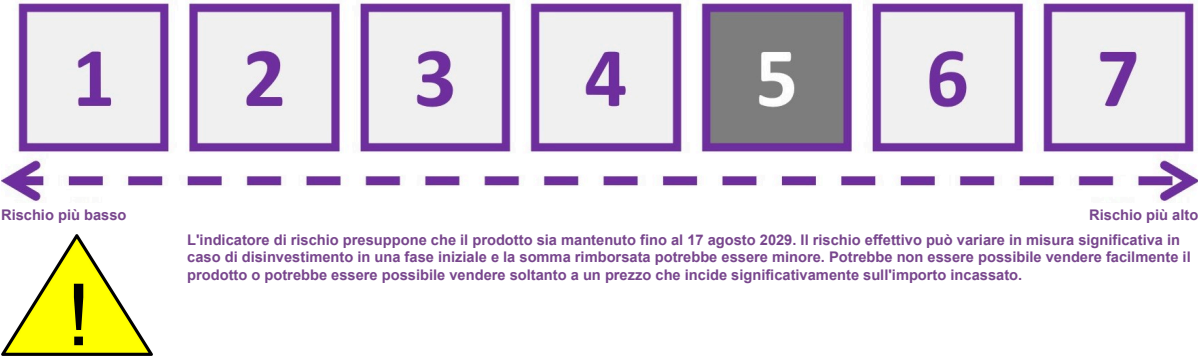 1 2 3 4 5 6 7
Rischio più basso Rischio più alto
L'indicatore di rischio presuppone che il prodotto sia mantenuto fino al 17 agosto 2029. Il rischio effettivo può variare in misura significativa in
caso di disinvestimento in una fase iniziale e la somma rimborsata potrebbe essere minore. Potrebbe non essere possibile vendere facilmente il
prodotto o potrebbe essere possibile vendere soltanto a un prezzo che incide significativamente sull'importo incassato.
!